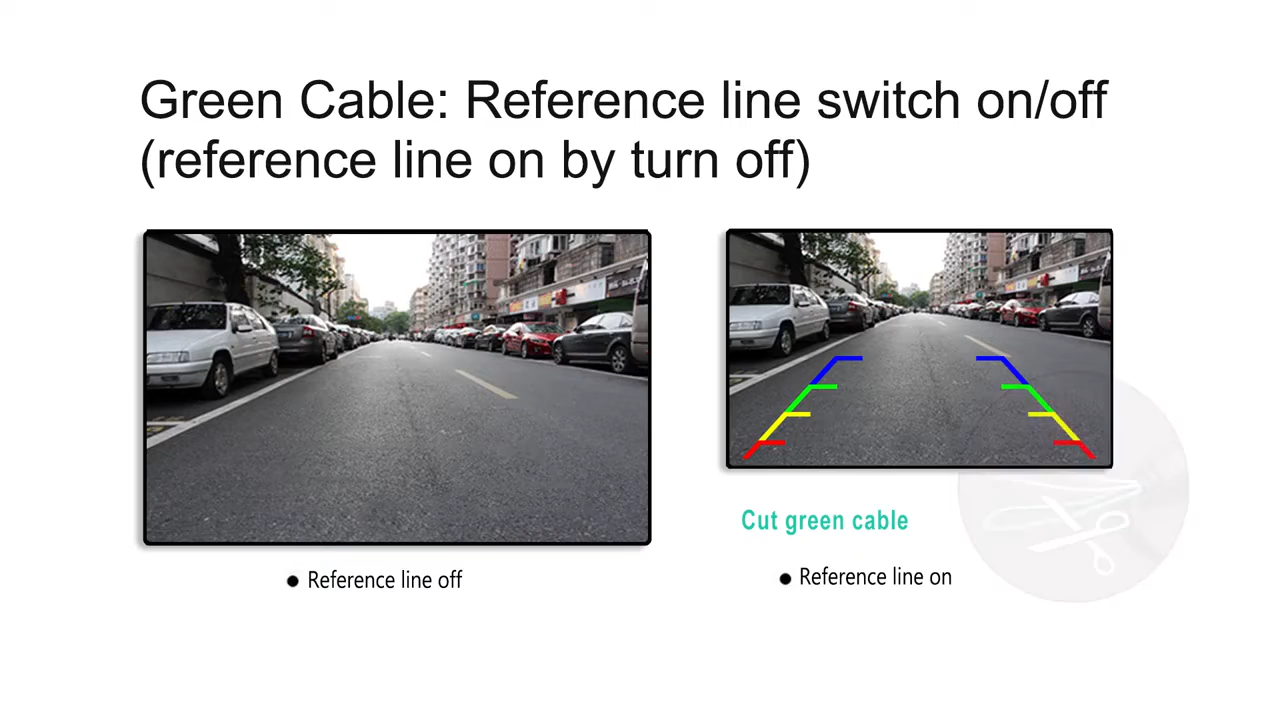 Green Cable: Reference line switch on/off
(reference line on by turn off)
Cut green cable
● Reference line off
● Reference line on